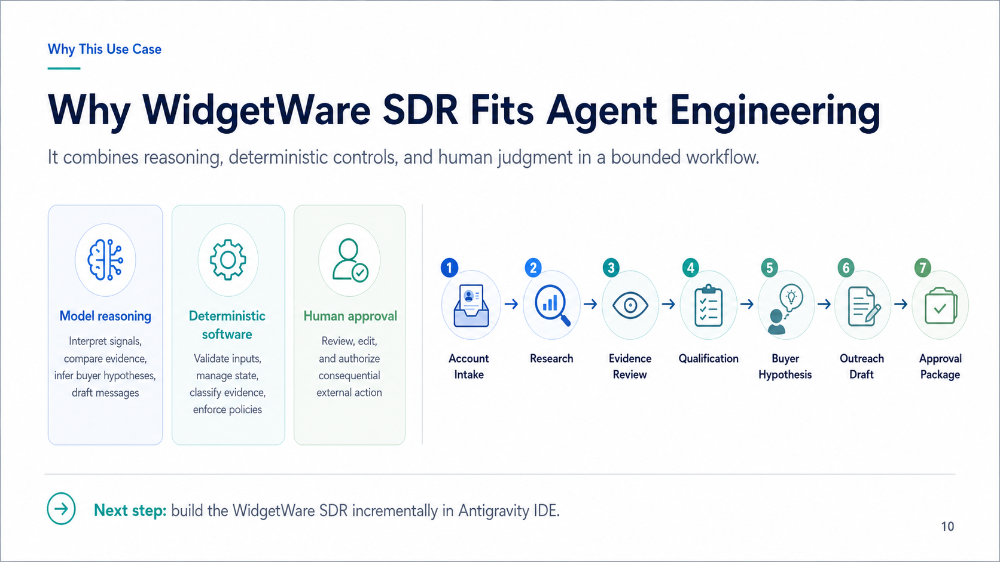 Why This Use Case
Why WidgetWare SDR Fits Agent Engineering
It combines reasoning, deterministic controls, and human judgment in a bounded workflow.
Model reasoning
Interpret signals,
compare evidence,
infer buyer hypotheses,
draft messages
Deterministic
software
Validate inputs,
manage state,
classify evidence,
enforce policies
Human approval
Review, edit,
and authorize
consequential
external action
1
Account
Intake
2
Research
3
Evidence
Review
4
Qualification
5
Buyer
Hypothesis
6
Outreach
Draft
7
Approval
Package
Next step: build the WidgetWare SDR incrementally in Antigravity IDE.
10